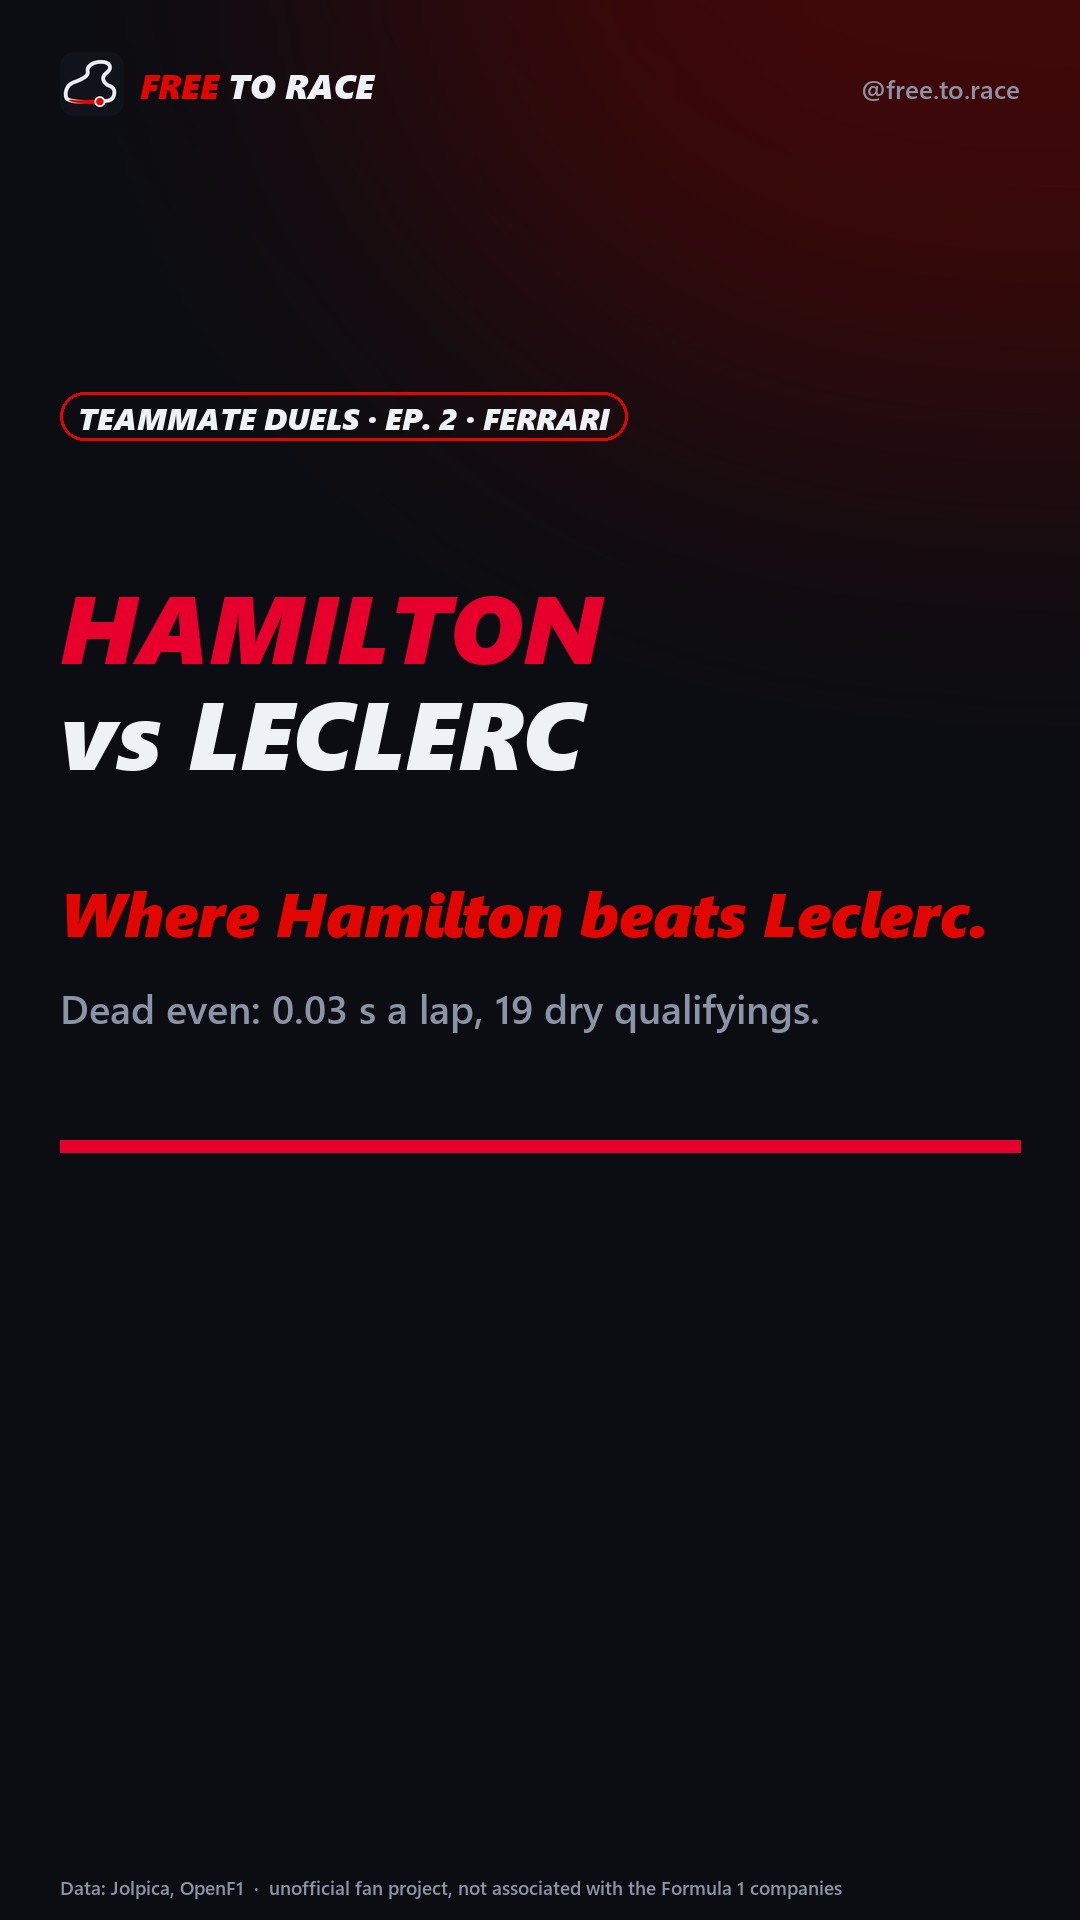 FREE TO RACE
@free.to.race
TEAMMATE DUELS · EP. 2 · FERRARI
HAMILTON
vs LECLERC
Where Hamilton beats Leclerc.
Dead even: 0.03 s a lap, 19 dry qualifyings.
Data: Jolpica, OpenF1 · unofficial fan project, not associated with the Formula 1 companies